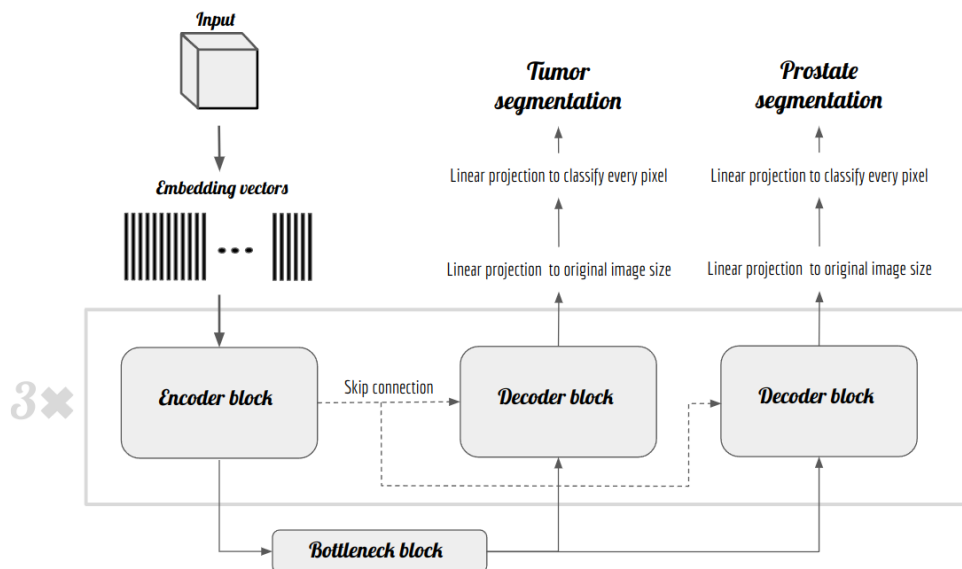 Input
Embedding vectors
Tumor
segmentation
Prostate
segmentation
Linear projection to classify every pixel
Linear projection to classify every pixel
Linear projection to original image size
Linear projection to original image size
3✖
Encoder block
Skip connection
Decoder block
Decoder block
Bottleneck block